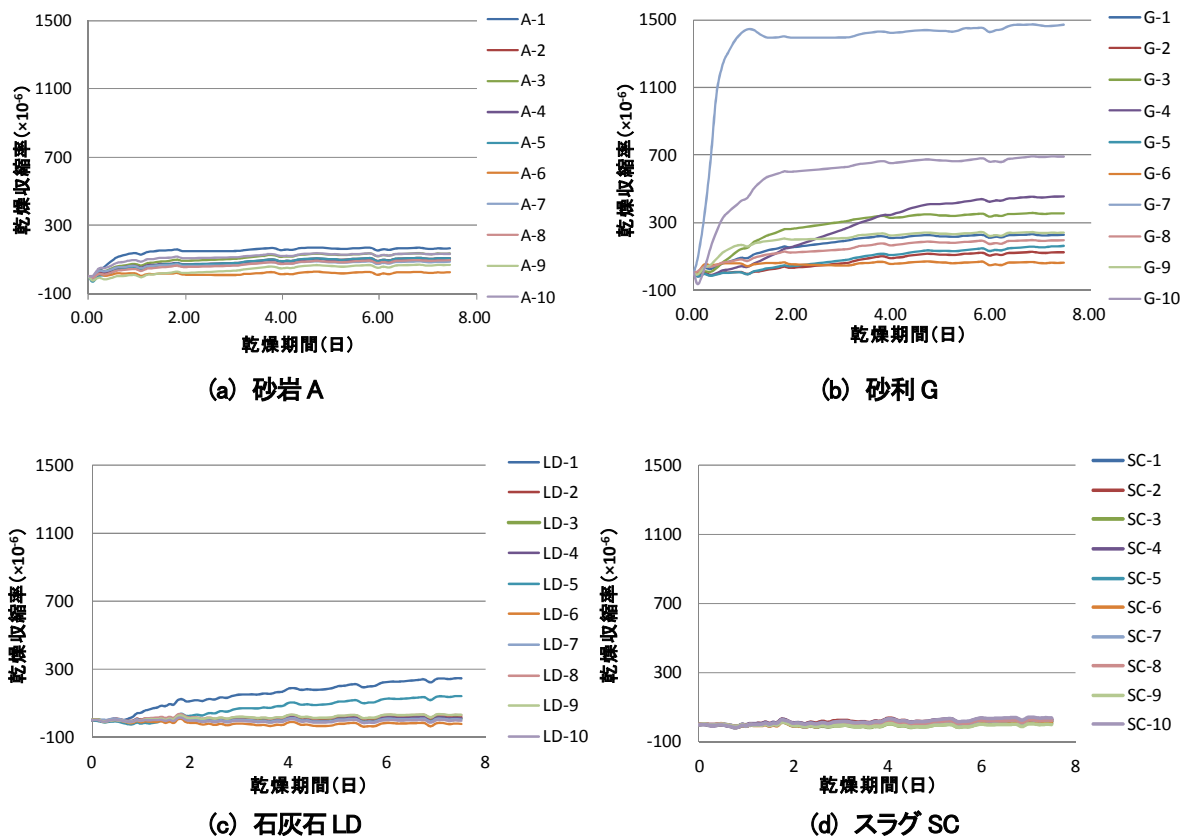 1500
1100
700
300
-100
0.00
2.00
4.00
6.00
8.00
乾燥収縮率(×10-6)
乾燥期間(日)
A-1
A-2
A-3
A-4
A-5
A-6
A-7
A-8
A-9
A-10
(a) 砂岩 A
1500
1100
700
300
-100
0.00
2.00
4.00
6.00
8.00
乾燥収縮率(×10-6)
乾燥期間(日)
G-1
G-2
G-3
G-4
G-5
G-6
G-7
G-8
G-9
G-10
(b) 砂利 G
1500
1100
700
300
-100
0
2
4
6
8
乾燥収縮率(×10-6)
乾燥期間(日)
LD-1
LD-2
LD-3
LD-4
LD-5
LD-6
LD-7
LD-8
LD-9
LD-10
(c) 石灰石 LD
1500
1100
700
300
-100
0
2
4
6
8
乾燥収縮率(×10-6)
乾燥期間(日)
SC-1
SC-2
SC-3
SC-4
SC-5
SC-6
SC-7
SC-8
SC-9
SC-10
(d) スラグ SC